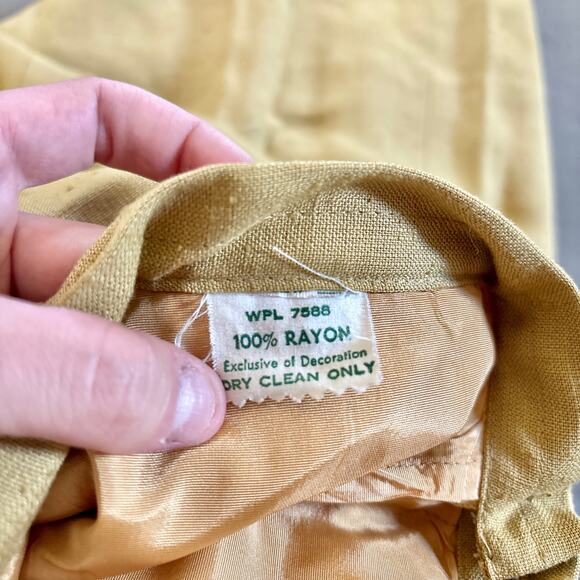 WPL 7588
100% RAYON
Exclusive of Decoration
DRY CLEAN ONLY